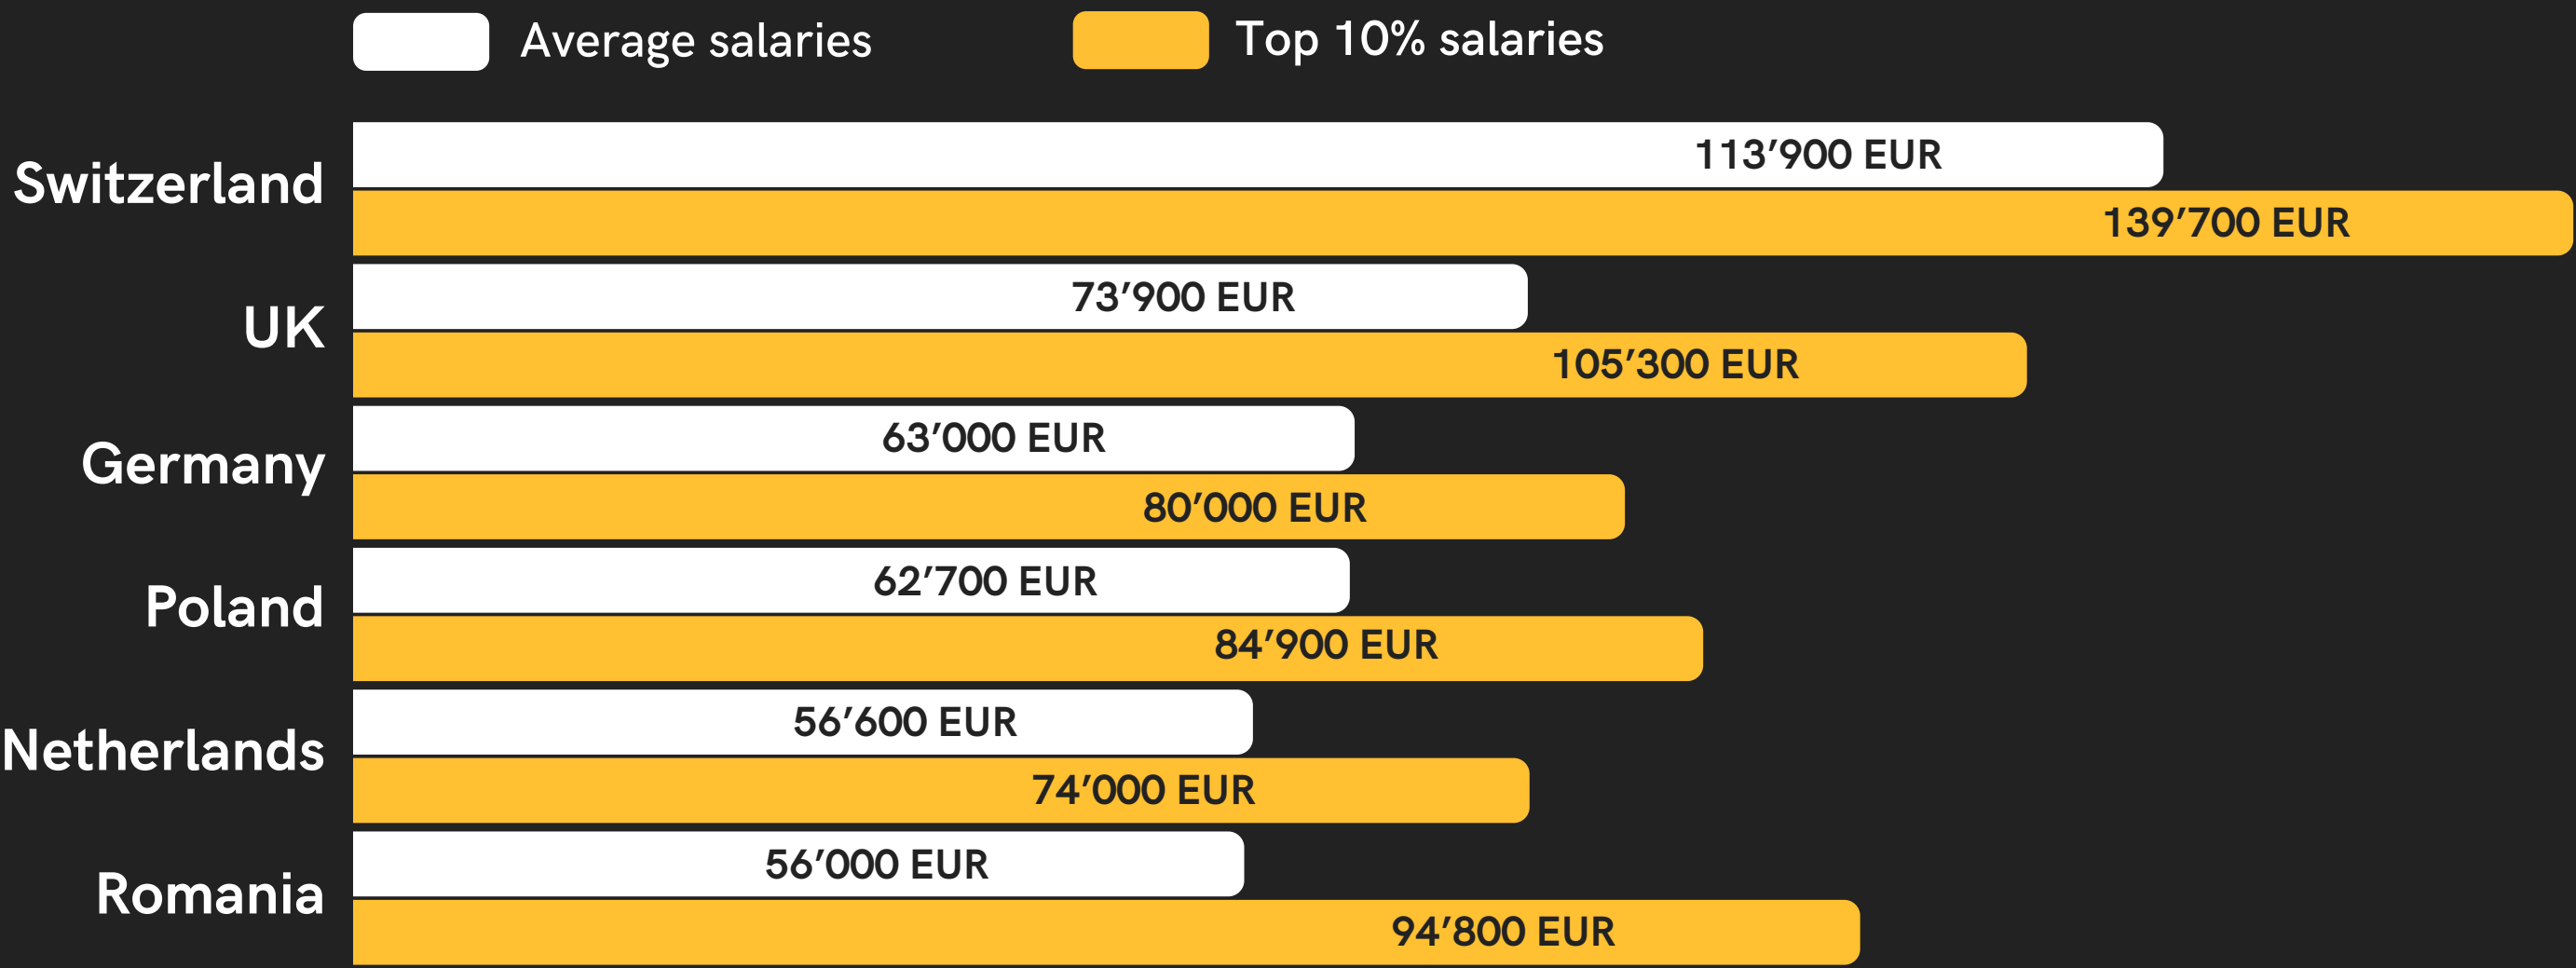 Average salaries
Top 10% salaries
Switzerland
113’900 EUR
139’700 EUR
UK
73’900 EUR
105’300 EUR
Germany
63’000 EUR
80’000 EUR
Poland
62’700 EUR
84’900 EUR
Netherlands
56’600 EUR
74’000 EUR
Romania
56’000 EUR
94’800 EUR